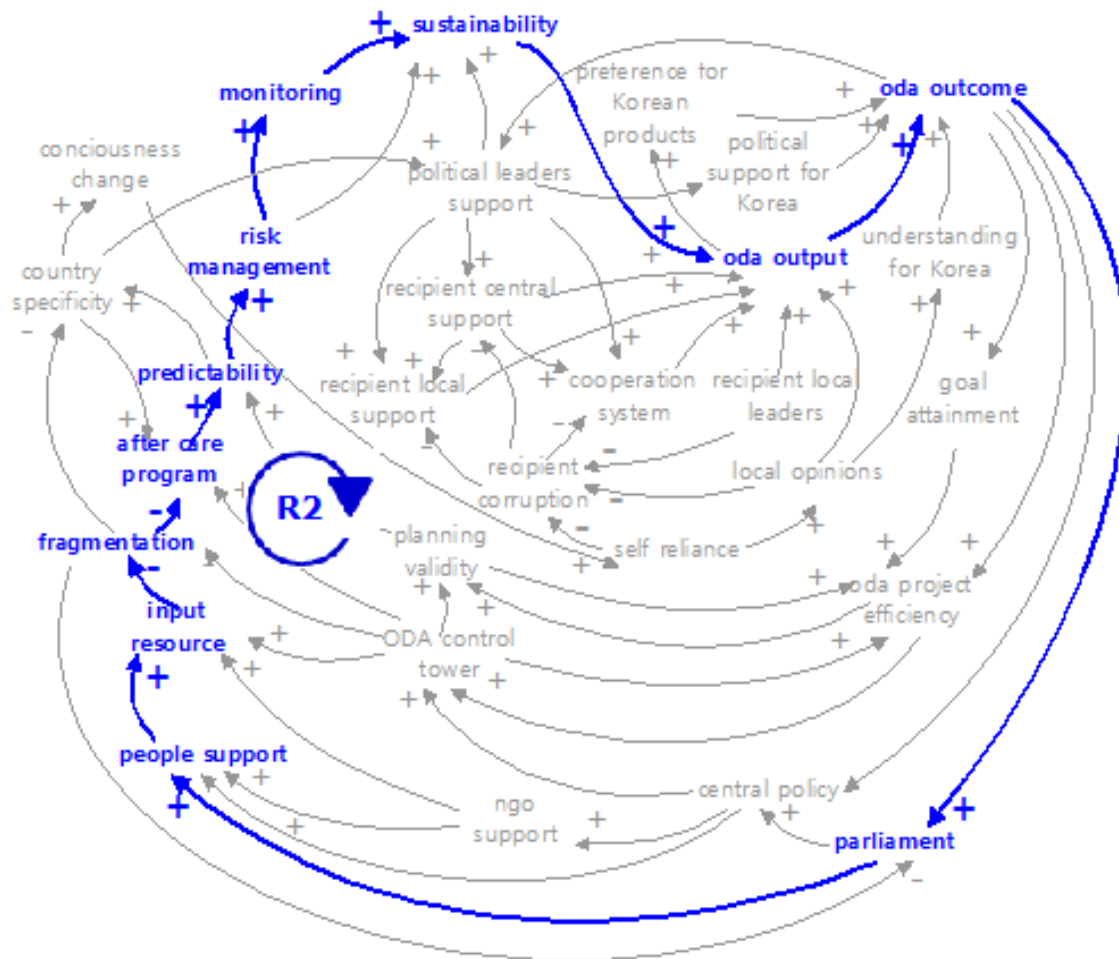 sustainability
monitoring
preference for
Korean
products
oda outcome
conciousness
change
political leaders
support
political
support for
Korea
risk
management
oda output
understanding
for Korea
country
specificity
recipient central
support
predictability
recipient local
support
cooperation
system
recipient local
leaders
goal
attainment
after care
program
recipient
corruption
local opinions
R2
fragmentation
planning
validity
self reliance
oda project
efficiency
input
resource
ODA control
tower
people support
central policy
ngo
support
parliament